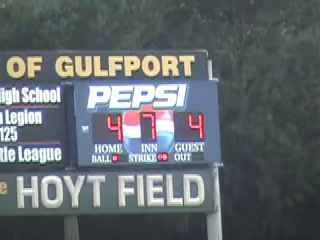 OF GULFPORT
High School
Legion
125
tle League
PEPSI
4 7 4
HOME INN GUEST
BALL STRIKE OUT
HOYT FIELD